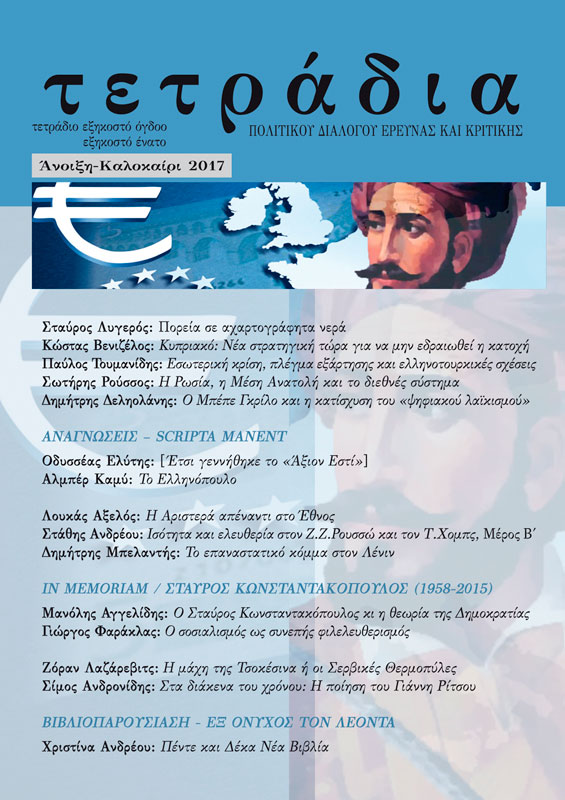 τετράδια
τετράδιο εξηκοστό όγδοο
εξηκοστό ένατο
ΠΟΛΙΤΙΚΟΥ ΔΙΑΛΟΓΟΥ ΕΡΕΥΝΑΣ ΚΑΙ ΚΡΙΤΙΚΗΣ
Άνοιξη-Καλοκαίρι 2017
€
Σταύρος Λυγερός: Πορεία σε αχαρτογράφητα νερά
Κώστας Βενιζέλος: Κυπριακό: Νέα στρατηγική τώρα για να μην εδραιωθεί η κατοχή
Παύλος Τουμανίδης: Εσωτερική κρίση, πλέγμα εξάρτησης και ελληνοτουρκικές σχέσεις
Σωτήρης Ρούσσος: Η Ρωσία, η Μέση Ανατολή και το διεθνές σύστημα
Δημήτρης Δεληολάνης: Ο Μπέπε Γκρίλο και η κατίσχυση του «ψηφιακού λαϊκισμού»
ΑΝΑΓΝΩΣΕΙΣ – SCRIPTA MANENT
Οδυσσέας Ελύτης: [Έτσι γεννήθηκε το «Άξιον Εστί»]
Αλμπέρ Καμύ: Το Ελληνόπουλο
Λουκάς Αξελός: Η Αριστερά απέναντι στο Έθνος
Στάθης Ανδρέου: Ισότητα και ελευθερία στον Ζ.Ζ.Ρουσσώ και τον Τ.Χομπς, Μέρος Β΄
Δημήτρης Μπελαντής: Το επαναστατικό κόμμα στον Λένιν
IN MEMORIAM / ΣΤΑΥΡΟΣ ΚΩΝΣΤΑΝΤΑΚΟΠΟΥΛΟΣ (1958-2015)
Μανόλης Αγγελίδης: Ο Σταύρος Κωνσταντακόπουλος κι η θεωρία της Δημοκρατίας
Γιώργος Φαράκλας: Ο σοσιαλισμός ως συνεπής φιλελευθερισμός
Ζόραν Λαζάρεβιτς: Η μάχη της Τσοκέσινα ή οι Σερβικές Θερμοπύλες
Σίμος Ανδρονίδης: Στα διάκενα του χρόνου: Η ποίηση του Γιάννη Ρίτσου
ΒΙΒΛΙΟΠΑΡΟΥΣΙΑΣΗ - ΕΞ ΟΝΥΧΟΣ ΤΟΝ ΛΕΟΝΤΑ
Χριστίνα Ανδρέου: Πέντε και Δέκα Νέα Βιβλία